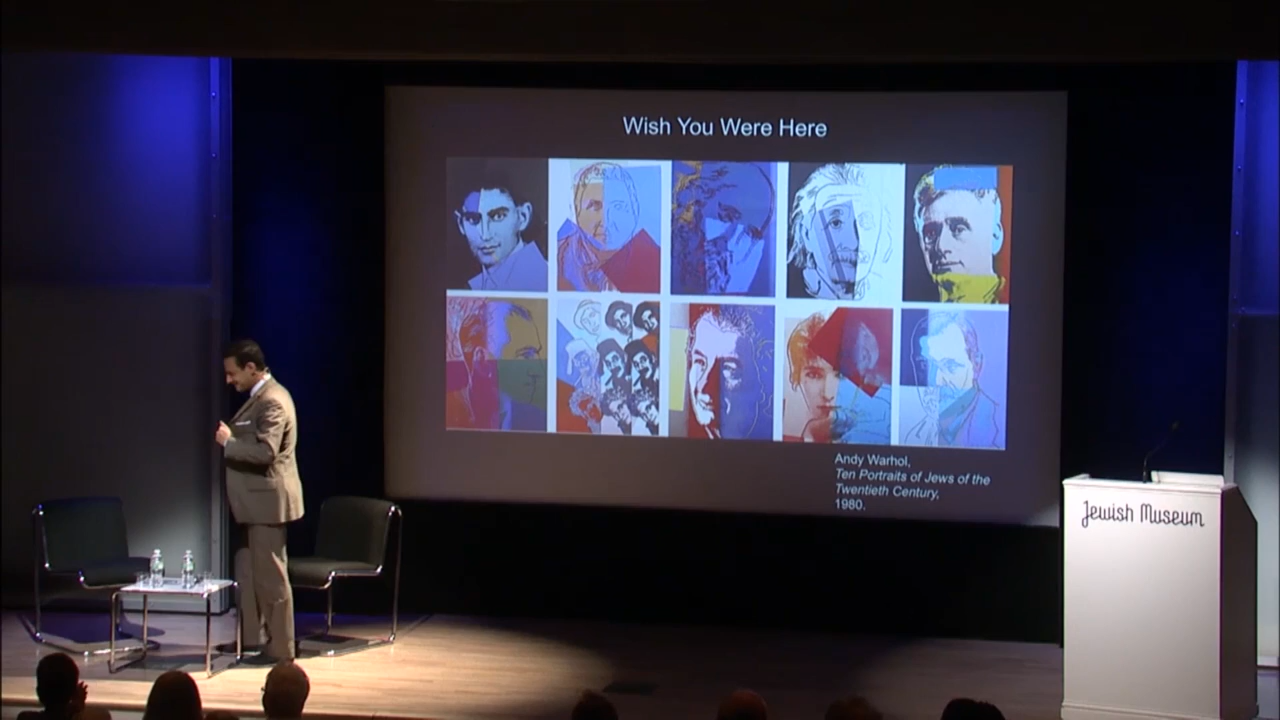 Wish You Were Here
Andy Warhol,
Ten Portraits of Jews of the
Twentieth Century,
1980.
Jewish Museum